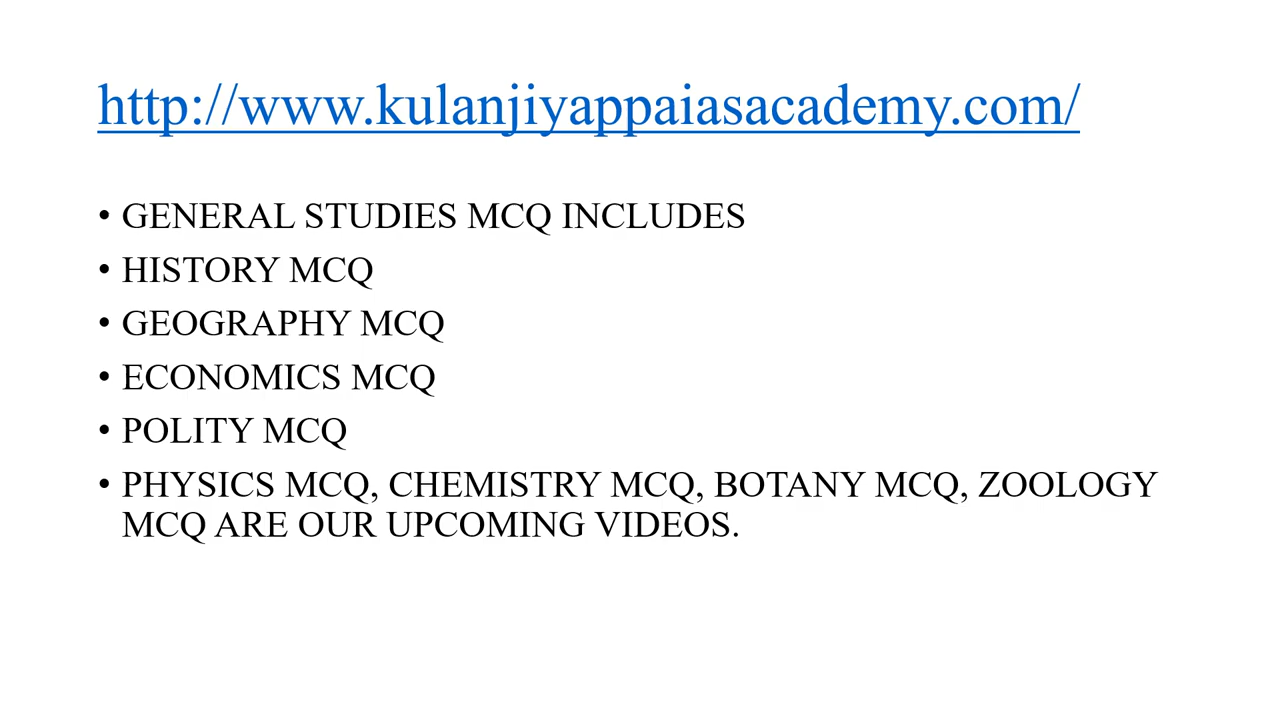 http://www.kulanjiyappaiasacademy.com/
• GENERAL STUDIES MCQ INCLUDES
• HISTORY MCQ
• GEOGRAPHY MCQ
• ECONOMICS MCQ
• POLITY MCQ
• PHYSICS MCQ, CHEMISTRY MCQ, BOTANY MCQ, ZOOLOGY
MCQ ARE OUR UPCOMING VIDEOS.